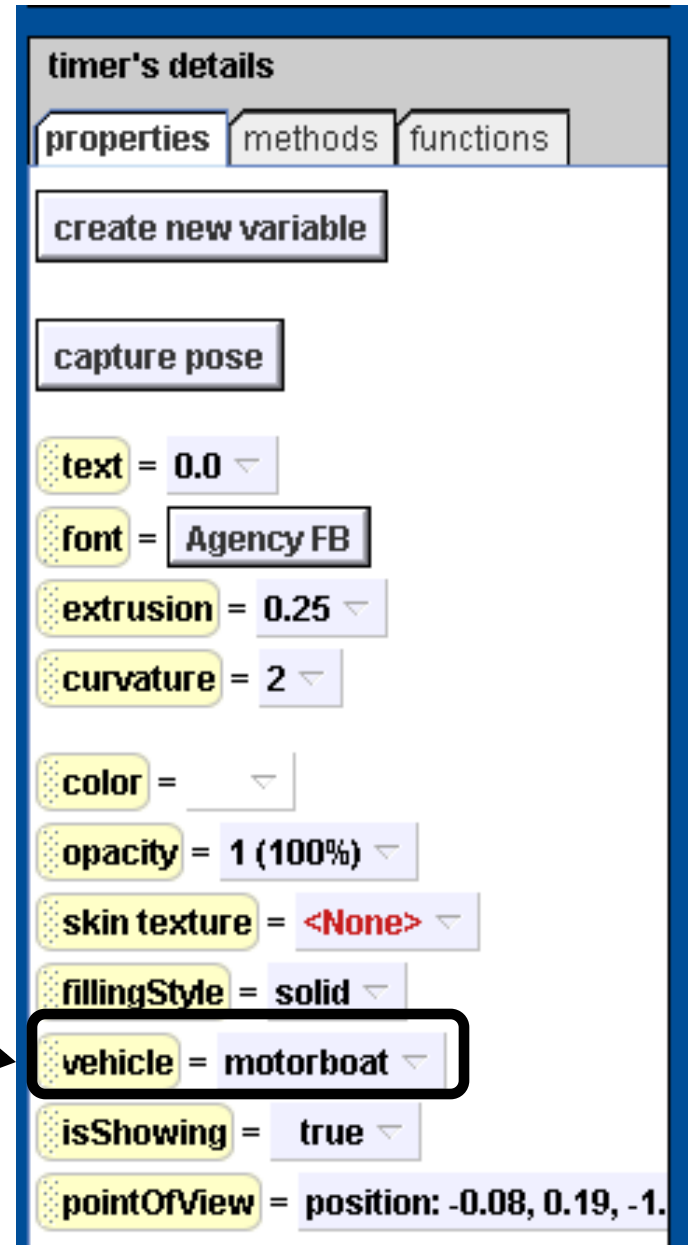 timer's details
properties methods functions
create new variable
capture pose
text = 0.0
font = Agency FB
extrusion = 0.25
curvature = 2
color =
opacity = 1 (100%)
skin texture = <None>
fillingStyle = solid
vehicle = motorboat
isShowing = true
pointOfView = position: -0.08, 0.19, -1.